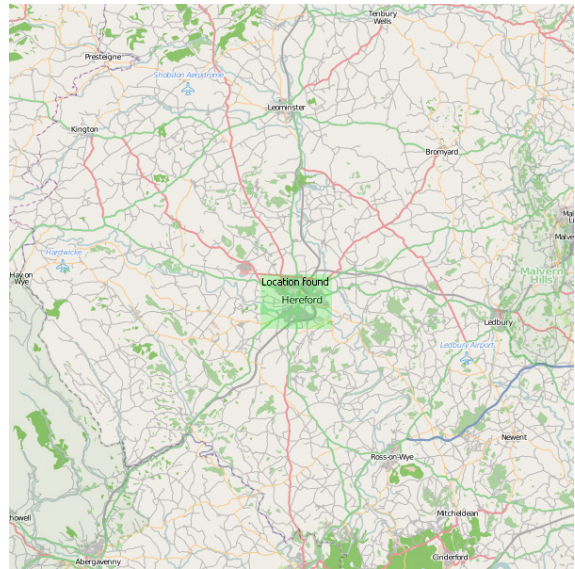 Tenbury
Wells
Presteigne
Shobdon Aerodrome
Leominster
Kington
Bromyard
Hardwicke
Hay on
Wye
Malvern
Hills
Location found
Hereford
Ledbury
Ledbury Airport
Newent
Ross-on-Wye
Mitcheldean
Cinderford
howell
Abergavenny